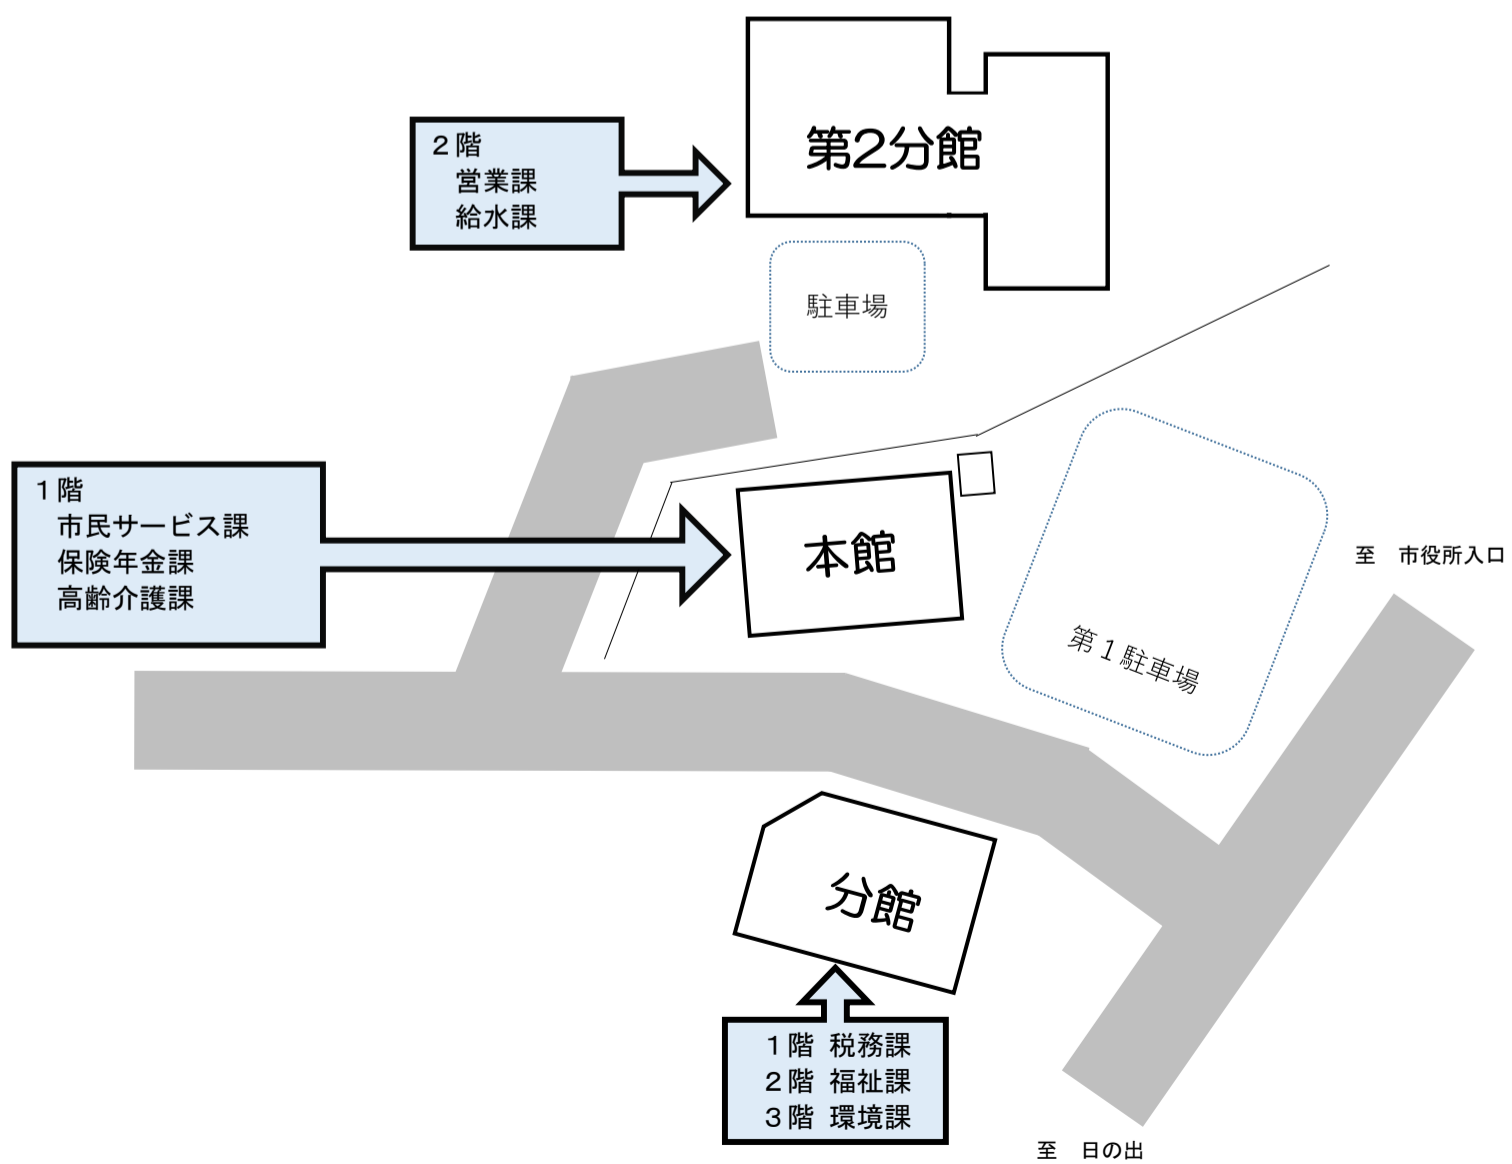 第2分館
２階
営業課
給水課
駐車場
１階
市民サービス課
保険年金課
高齢介護課
本館
至　市役所入口
第１駐車場
分館
１階 税務課
２階 福祉課
３階 環境課
至　日の出